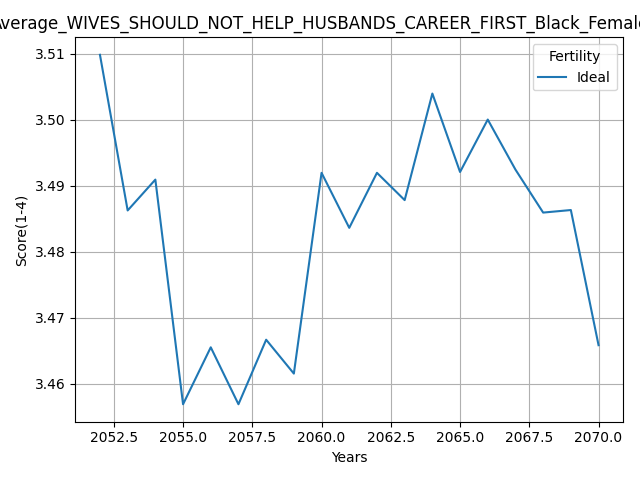 verage_WIVES_SHOULD_NOT_HELP_HUSBANDS_CAREER_FIRST_Black_Femal
Fertility
Ideal
3.51
3.50
3.49
3.48
3.47
3.46
Score(1-4)
2052.5 2055.0 2057.5 2060.0 2062.5 2065.0 2067.5 2070.0
Years